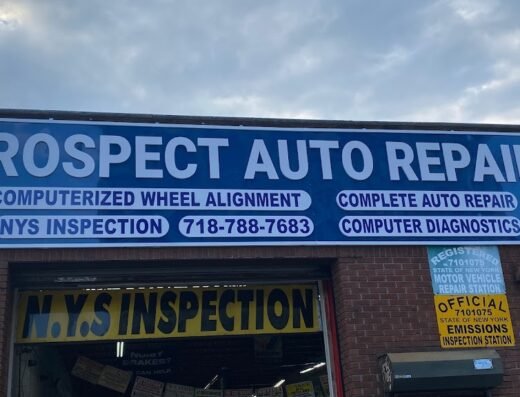 ROSPECT AUTO REPAI
COMPUTERIZED WHEEL ALIGNMENT
COMPLETE AUTO REPAIR
NYS INSPECTION
718-788-7683
COMPUTER DIAGNOSTICS
REGISTERED
7101075
STATE OF NEW YORK
MOTOR VEHICLE
REPAIR STATION
OFFICIAL
7101075
STATE OF NEW YORK
EMISSIONS
INSPECTION STATION
N.Y.S INSPECTION
BRAKES?